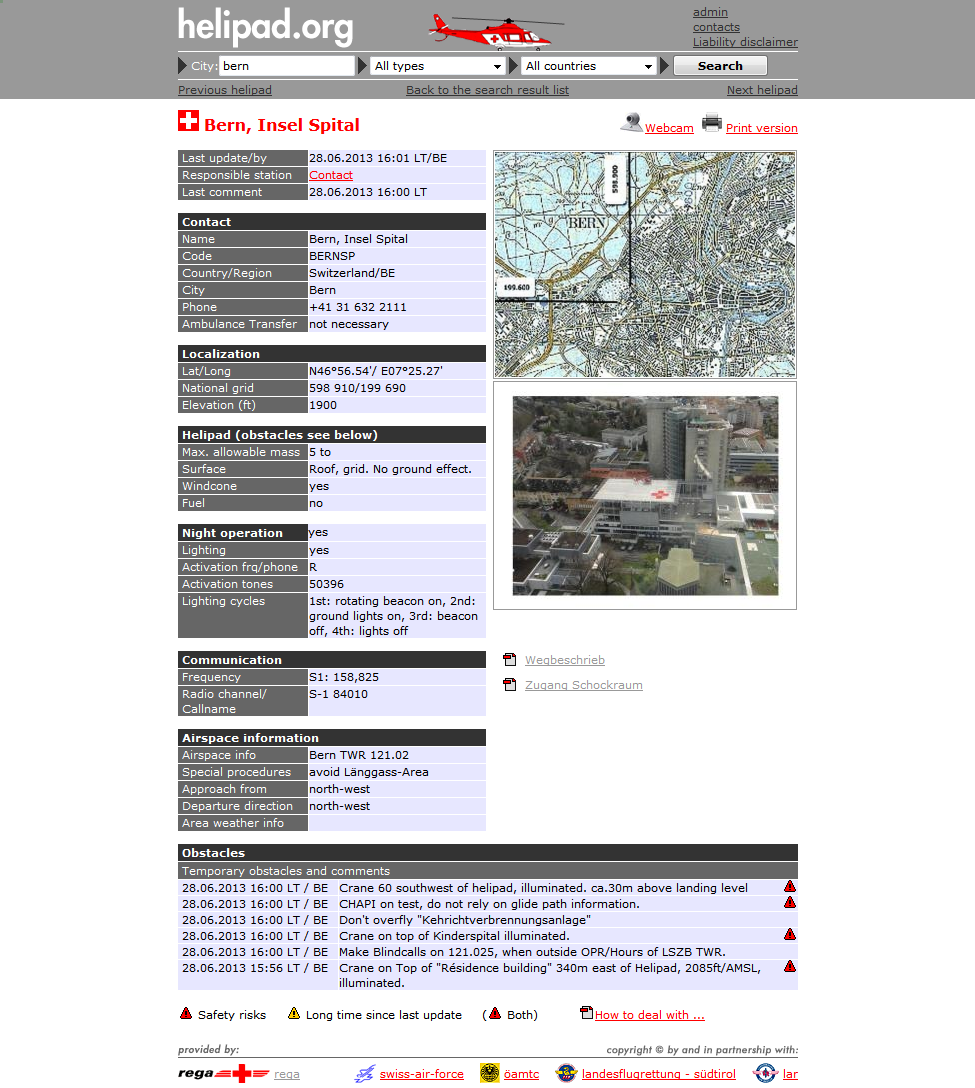 helipad.org
admin
contacts
Liability disclaimer
City: bern All types All countries Search
Previous helipad Back to the search result list Next helipad
Bern, Insel Spital Webcam Print version
Last update/by 28.06.2013 16:01 LT/BE
Responsible station Contact
Last comment 28.06.2013 16:00 LT
Contact
Name Bern, Insel Spital
Code BERNSP
Country/Region Switzerland/BE
City Bern
Phone +41 31 632 2111
Ambulance Transfer not necessary
Localization
Lat/Long N46°56.54'/ E07°25.27'
National grid 598 910/199 690
Elevation (ft) 1900
598.900
BERN
199.600
Helipad (obstacles see below)
Max. allowable mass 5 to
Surface Roof, grid. No ground effect.
Windcone yes
Fuel no
Night operation yes
Lighting yes
Activation frq/phone R
Activation tones 50396
Lighting cycles 1st: rotating beacon on, 2nd:
ground lights on, 3rd: beacon
off, 4th: lights off
Communication
Frequency S1: 158,825
Radio channel/ S-1 84010
Callname
Wegbeschrieb
Zugang Schockraum
Airspace information
Airspace info Bern TWR 121.02
Special procedures avoid Länggass-Area
Approach from north-west
Departure direction north-west
Area weather info
Obstacles
Temporary obstacles and comments
28.06.2013 16:00 LT / BE Crane 60 southwest of helipad, illuminated. ca.30m above landing level
28.06.2013 16:00 LT / BE CHAPI on test, do not rely on glide path information.
28.06.2013 16:00 LT / BE Don't overfly "Kehrichtverbrennungsanlage"
28.06.2013 16:00 LT / BE Crane on top of Kinderspital illuminated.
28.06.2013 16:00 LT / BE Make Blindcalls on 121.025, when outside OPR/Hours of LSZB TWR.
28.06.2013 15:56 LT / BE Crane on Top of "Résidence building" 340m east of Helipad, 2085ft/AMSL,
illuminated.
Safety risks Long time since last update ( Both) How to deal with ...
provided by: copyright © by and in partnership with:
rega rega swiss-air-force öamtc landesflugrettung - südtirol lar